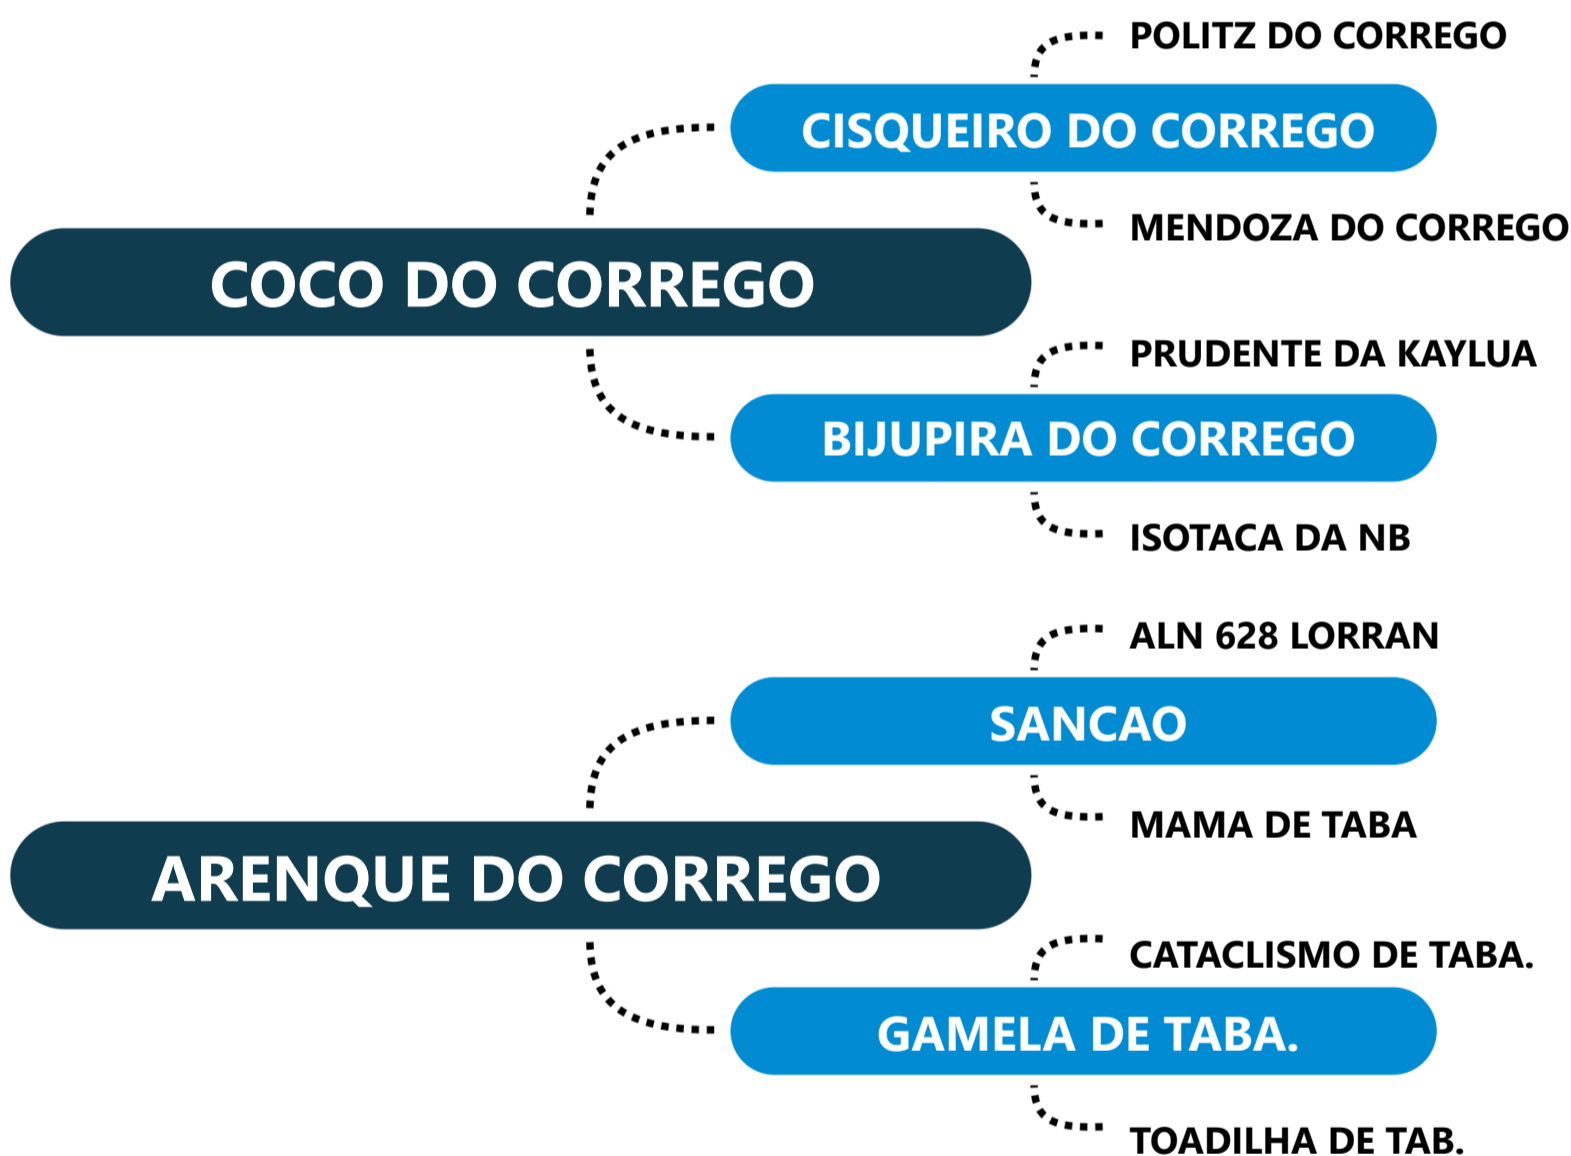 POLITZ DO CORREGO
CISQUEIRO DO CORREGO
MENDOZA DO CORREGO
COCO DO CORREGO
PRUDENTE DA KAYLUA
BIJUPIRA DO CORREGO
ISOTACA DA NB
ALN 628 LORRAN
SANCAO
MAMA DE TABA
ARENQUE DO CORREGO
CATACLISMO DE TABA.
GAMELA DE TABA.
TOADILHA DE TAB.